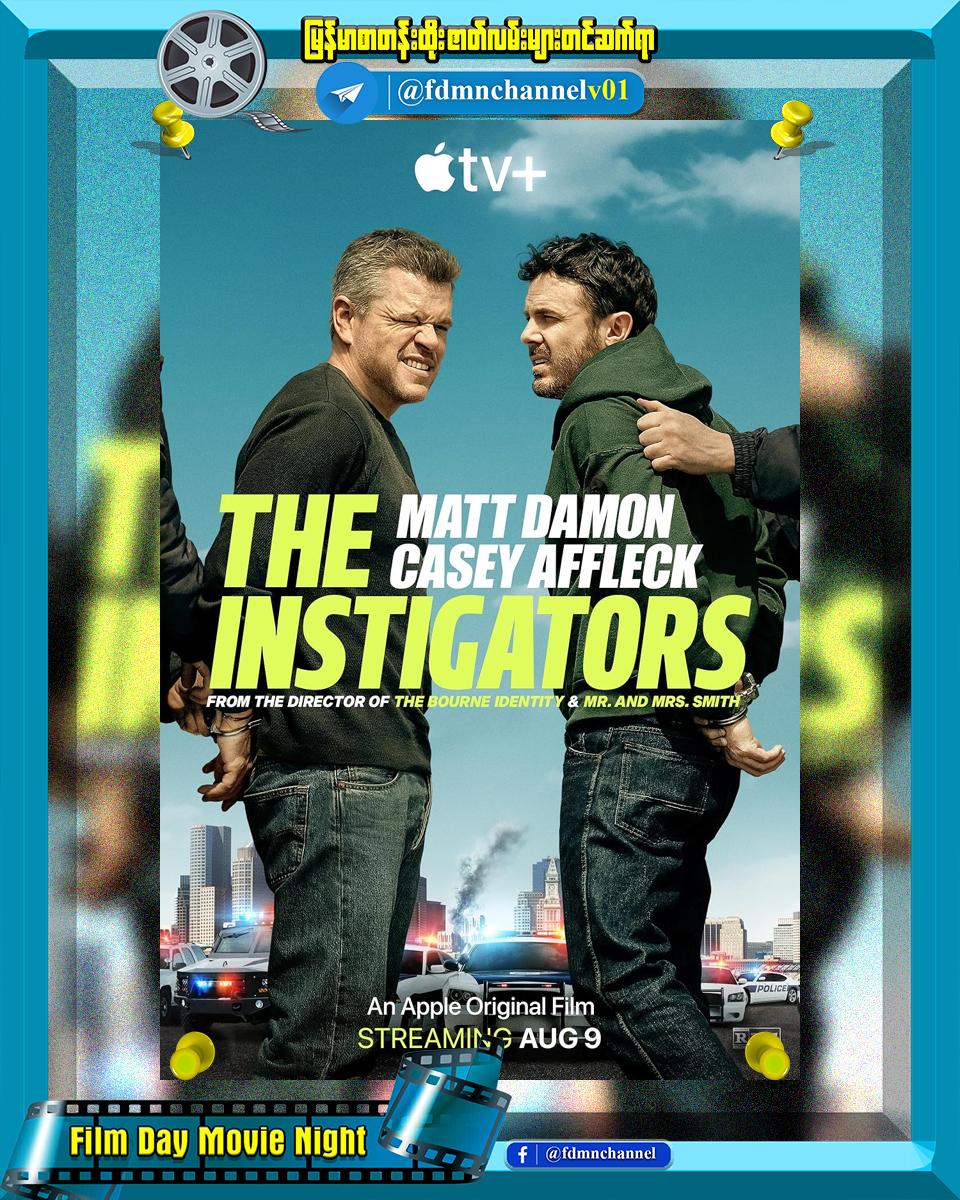 မြန်မာစာတန်းထိုးဇာတ်လမ်းများတင်ဆက်ရာ
@fdmnchannelv01
tv+
THE
MATT DAMON
CASEY AFFLECK
INSTIGATORS
FROM THE DIRECTOR OF THE BOURNE IDENTITY & MR. AND MRS. SMITH
POLICE
An Apple Original Film
STREAMING AUG 9
R
Film Day Movie Night
@fdmnchannel